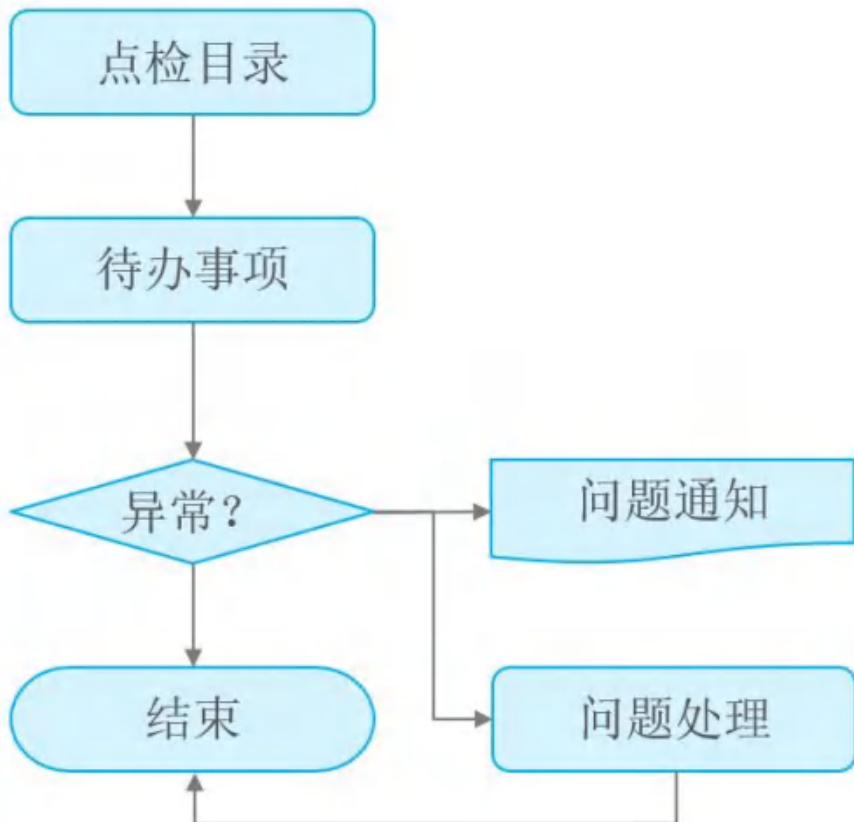 点检目录
待办事项
异常？
问题通知
结束
问题处理